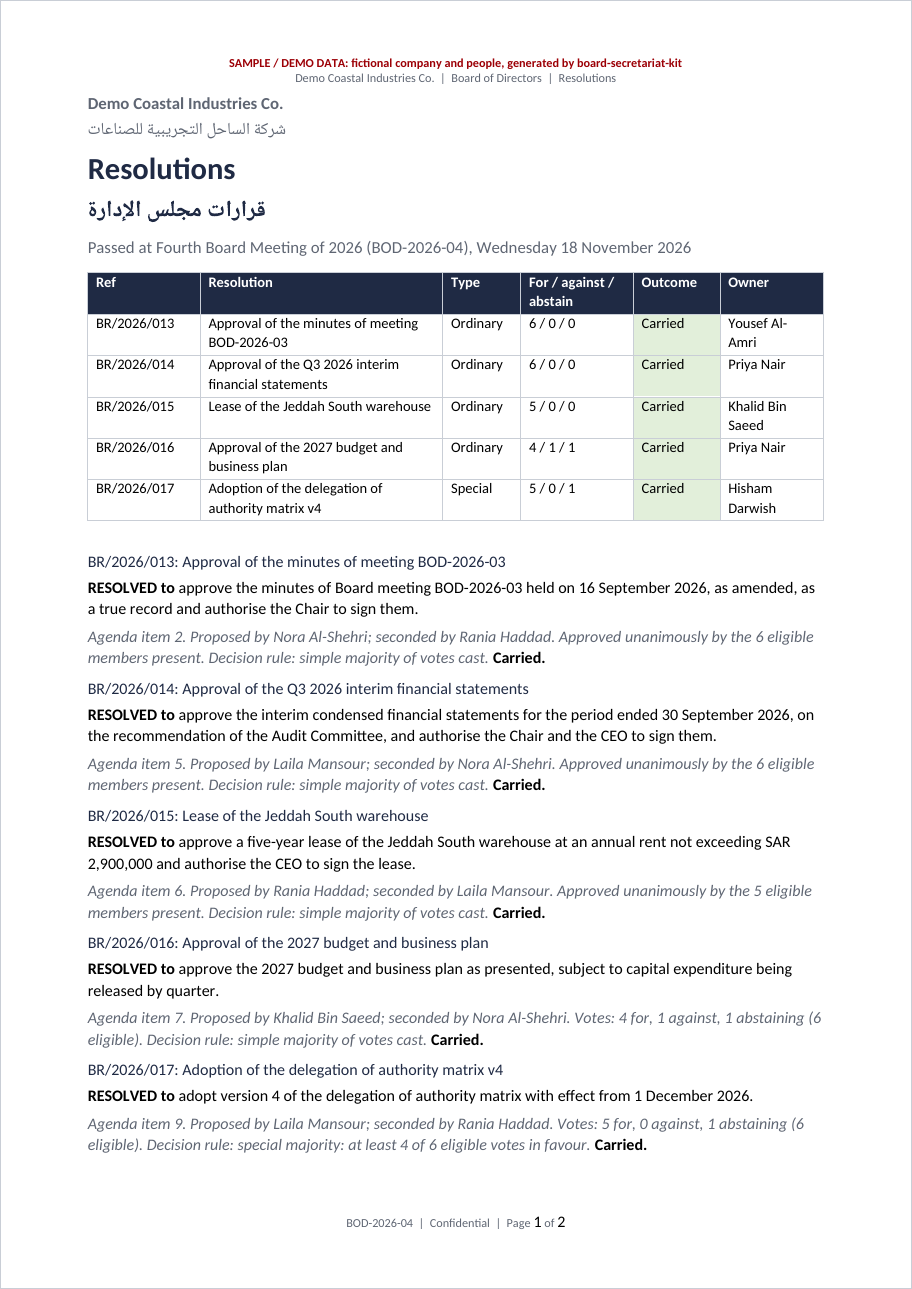 SAMPLE / DEMO DATA: fictional company and people, generated by board-secretariat-kit
Demo Coastal Industries Co. | Board of Directors | Resolutions
Demo Coastal Industries Co.
شركة الساحل التجريبية للصناعات
Resolutions
قرارات مجلس الإدارة
Passed at Fourth Board Meeting of 2026 (BOD-2026-04), Wednesday 18 November 2026
Ref Resolution Type For / against / abstain Outcome Owner
BR/2026/013 Approval of the minutes of meeting BOD-2026-03 Ordinary 6 / 0 / 0 Carried Yousef Al-Amri
BR/2026/014 Approval of the Q3 2026 interim financial statements Ordinary 6 / 0 / 0 Carried Priya Nair
BR/2026/015 Lease of the Jeddah South warehouse Ordinary 5 / 0 / 0 Carried Khalid Bin Saeed
BR/2026/016 Approval of the 2027 budget and business plan Ordinary 4 / 1 / 1 Carried Priya Nair
BR/2026/017 Adoption of the delegation of authority matrix v4 Special 5 / 0 / 1 Carried Hisham Darwish
BR/2026/013: Approval of the minutes of meeting BOD-2026-03
RESOLVED to approve the minutes of Board meeting BOD-2026-03 held on 16 September 2026, as amended, as
a true record and authorise the Chair to sign them.
Agenda item 2. Proposed by Nora Al-Shehri; seconded by Rania Haddad. Approved unanimously by the 6 eligible
members present. Decision rule: simple majority of votes cast. Carried.
BR/2026/014: Approval of the Q3 2026 interim financial statements
RESOLVED to approve the interim condensed financial statements for the period ended 30 September 2026, on
the recommendation of the Audit Committee, and authorise the Chair and the CEO to sign them.
Agenda item 5. Proposed by Laila Mansour; seconded by Nora Al-Shehri. Approved unanimously by the 6 eligible
members present. Decision rule: simple majority of votes cast. Carried.
BR/2026/015: Lease of the Jeddah South warehouse
RESOLVED to approve a five-year lease of the Jeddah South warehouse at an annual rent not exceeding SAR
2,900,000 and authorise the CEO to sign the lease.
Agenda item 6. Proposed by Rania Haddad; seconded by Laila Mansour. Approved unanimously by the 5 eligible
members present. Decision rule: simple majority of votes cast. Carried.
BR/2026/016: Approval of the 2027 budget and business plan
RESOLVED to approve the 2027 budget and business plan as presented, subject to capital expenditure being
released by quarter.
Agenda item 7. Proposed by Khalid Bin Saeed; seconded by Nora Al-Shehri. Votes: 4 for, 1 against, 1 abstaining (6
eligible). Decision rule: simple majority of votes cast. Carried.
BR/2026/017: Adoption of the delegation of authority matrix v4
RESOLVED to adopt version 4 of the delegation of authority matrix with effect from 1 December 2026.
Agenda item 9. Proposed by Laila Mansour; seconded by Rania Haddad. Votes: 5 for, 0 against, 1 abstaining (6
eligible). Decision rule: special majority: at least 4 of 6 eligible votes in favour. Carried.
BOD-2026-04 | Confidential | Page 1 of 2